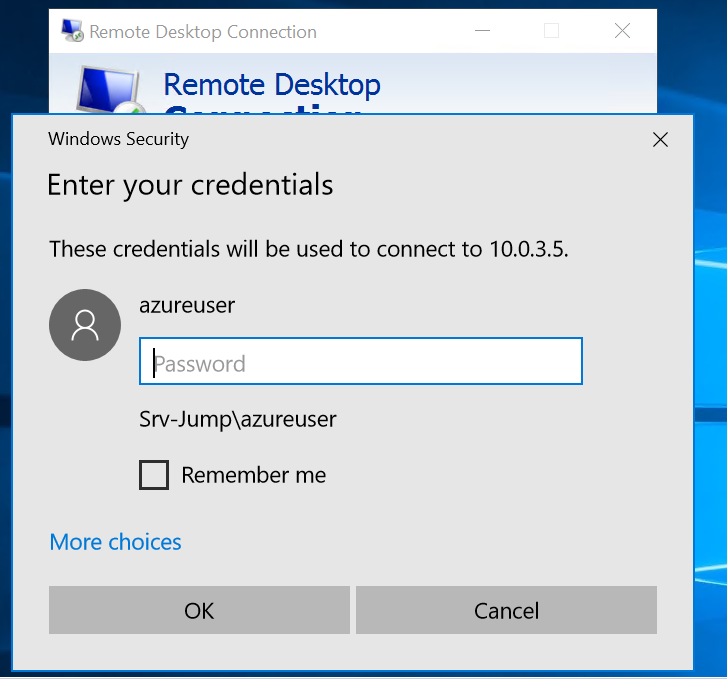 Remote Desktop Connection
Remote Desktop
Connection
Windows Security
Enter your credentials
These credentials will be used to connect to 10.0.3.5.
azureuser
Password
Srv-Jump\azureuser
Remember me
More choices
OK
Cancel